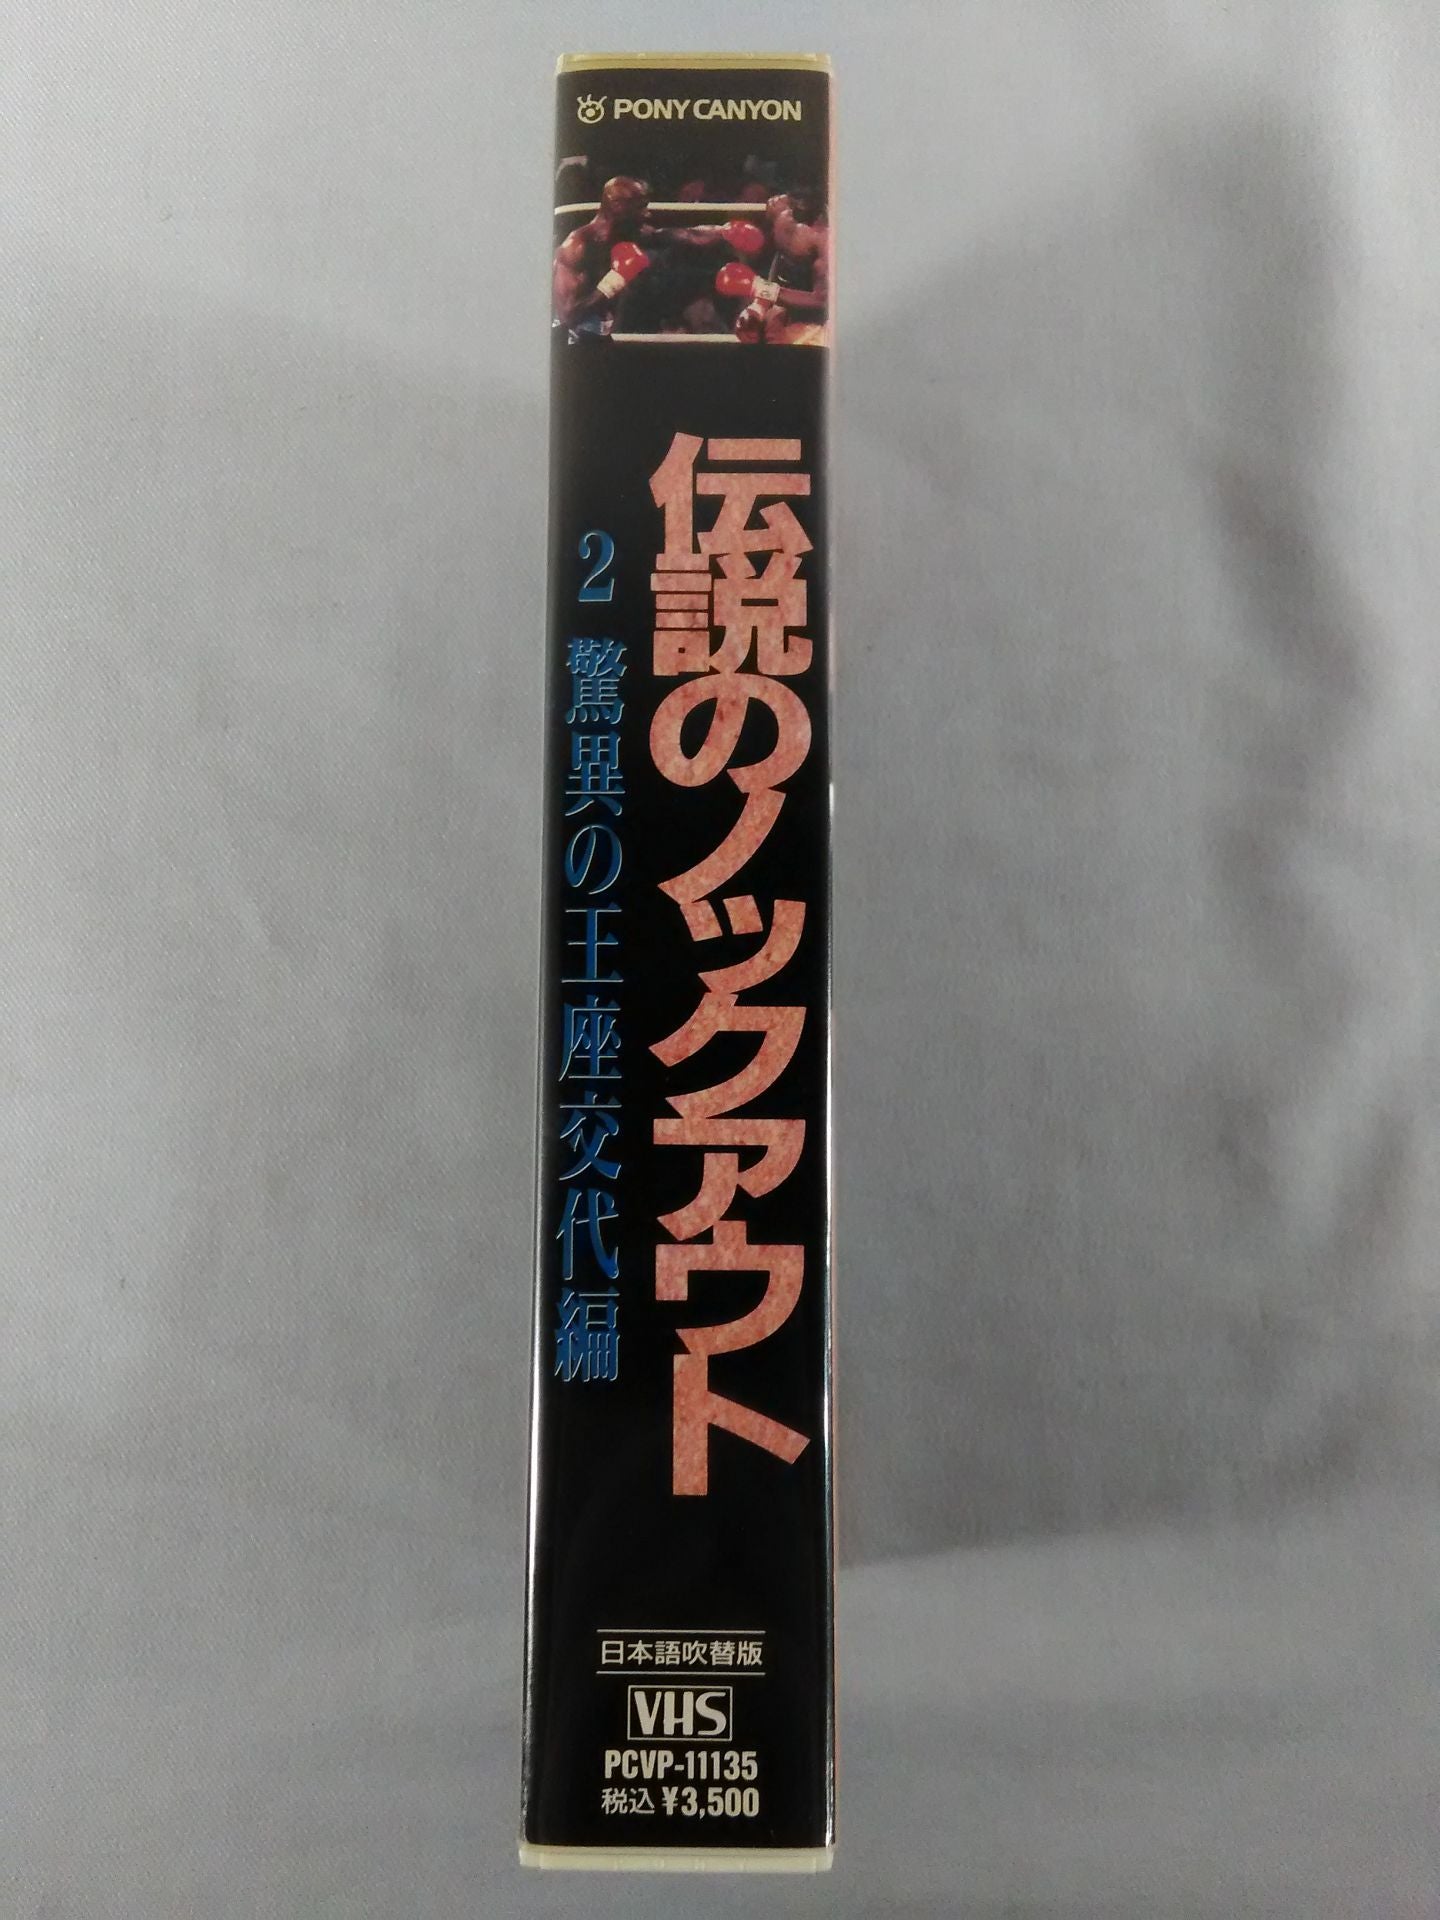 PONY CANYON
伝説のノックアウト
2 驚異の王座交代編
日本語吹替版
VHS
PCVP-11135
税込 ¥3,500